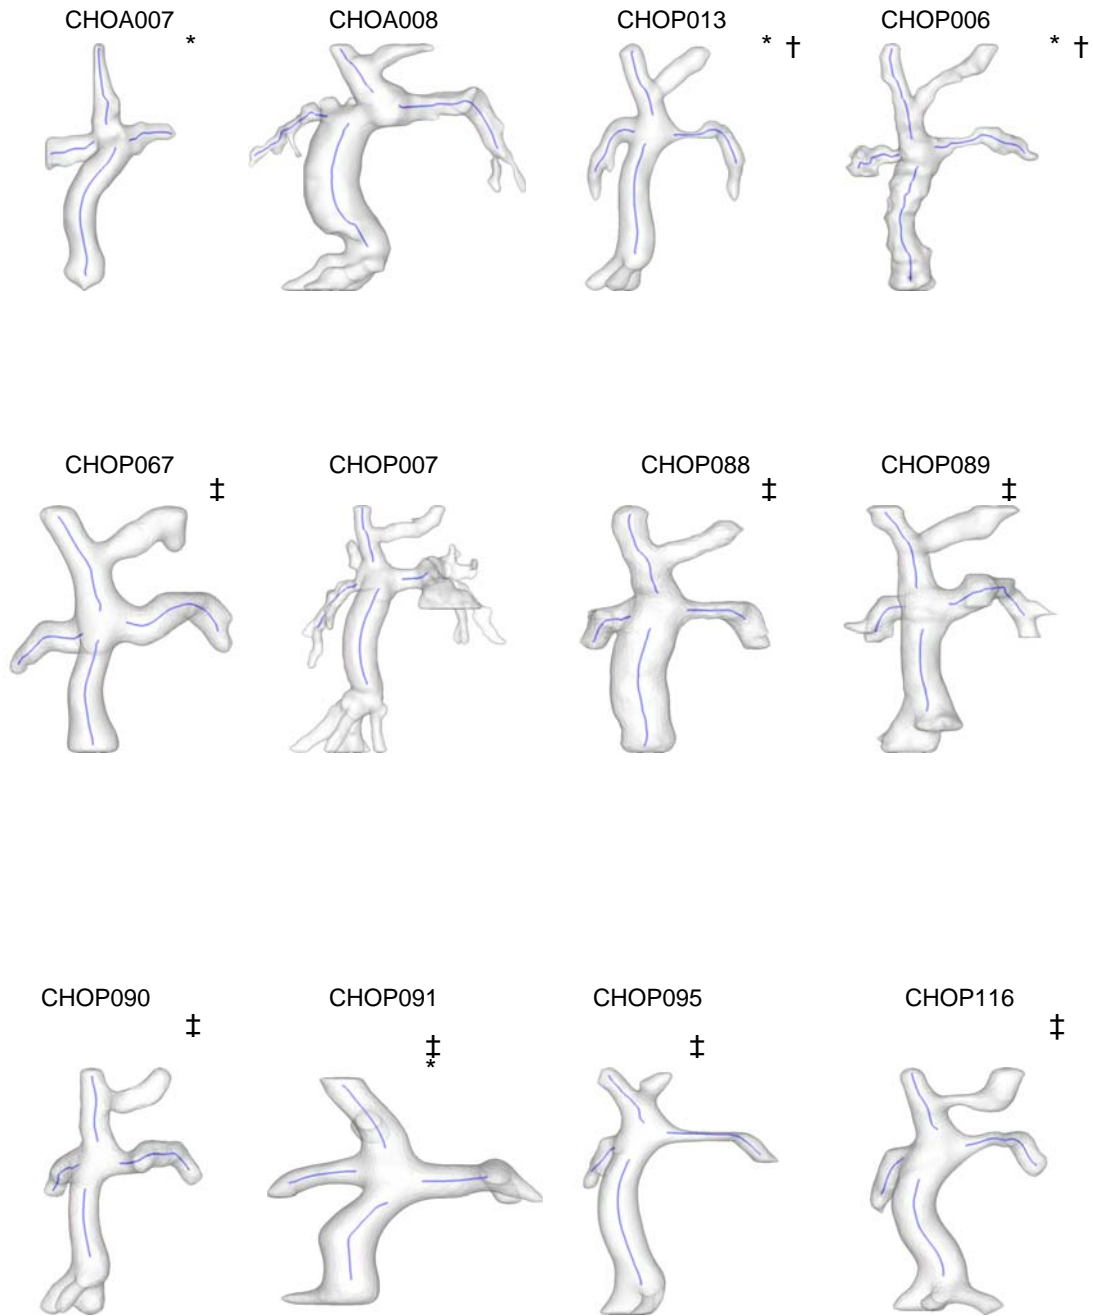 CHOA007 CHOA008 CHOP013 CHOP006
* * † * †
CHOP067 CHOP007 CHOP088 CHOP089
‡ ‡ ‡
CHOP090 CHOP091 CHOP095 CHOP116
‡ ‡ ‡ ‡
*